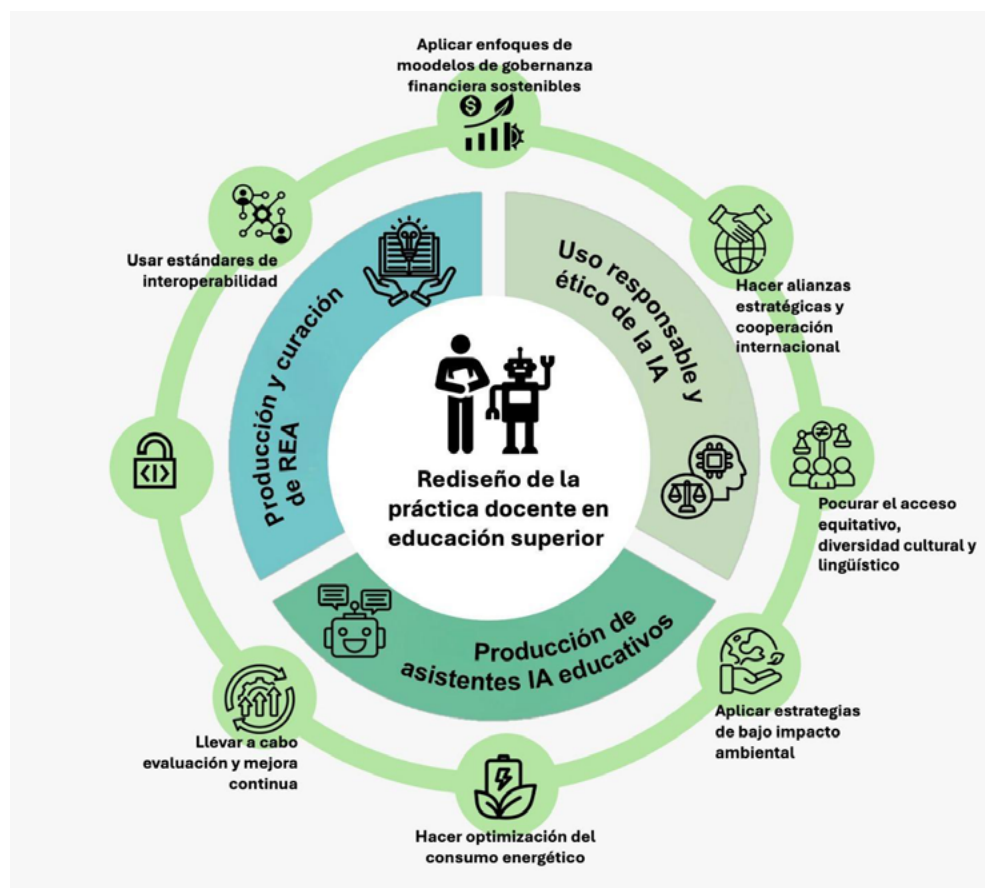 Aplicar enfoques de
moodelos de gobernanza
financiera sostenibles
Usar estándares de
interoperabilidad
Hacer alianzas
estratégicas y
cooperación
internacional
Producción y curación
de REA
Uso responsable y
ético de la IA
Rediseño de la
práctica docente en
educación superior
Pocurar el acceso
equitativo,
diversidad cultural y
lingüístico
Producción de
asistentes IA educativos
Aplicar estrategias
de bajo impacto
ambiental
Llevar a cabo
evaluación y mejora
continua
Hacer optimización del
consumo energético